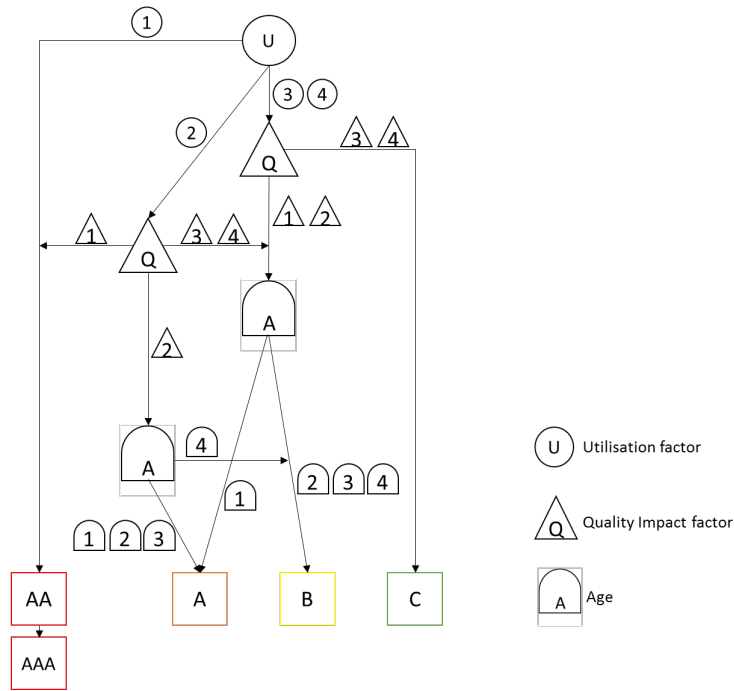 1
U
3 4
2
3 4
Q
1 2
1
3 4
Q
A
2
4
A
U Utilisation factor
2 3 4
1
1 2 3
Q Quality Impact factor
AA
A
B
C
A Age
AAA